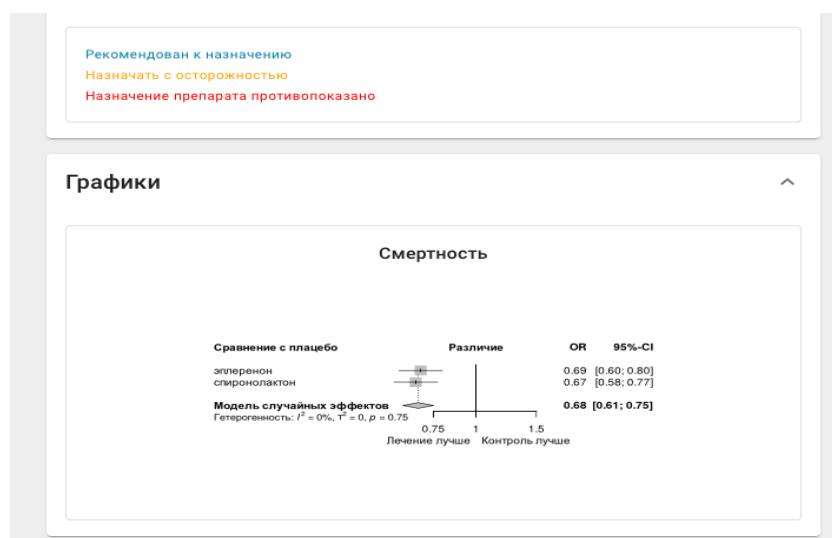 Рекомендован к назначению
Назначать с осторожностью
Назначение препарата противопоказано
Графики
Смертность
Сравнение с плацебо Различие OR 95%-CI
эплеренон 0.69 [0.60; 0.80]
спиронолактон 0.67 [0.58; 0.77]
Модель случайных эффектов 0.68 [0.61; 0.75]
Гетерогенность: I² = 0%, τ² = 0, p = 0.75
0.75 1 1.5
Лечение лучше Контроль лучше